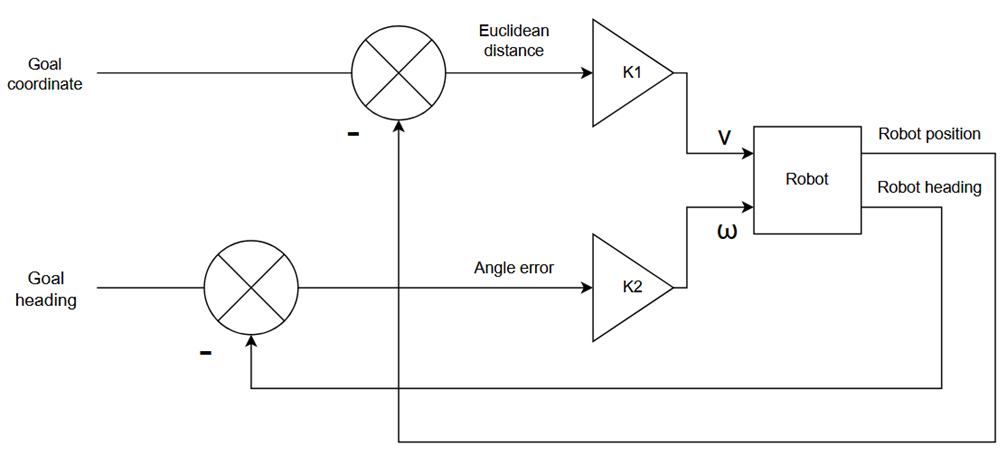 Euclidean
distance
Goal
coordinate
K1
-
v
Robot position
Robot
Robot heading
ω
Goal
heading
Angle error
K2
-